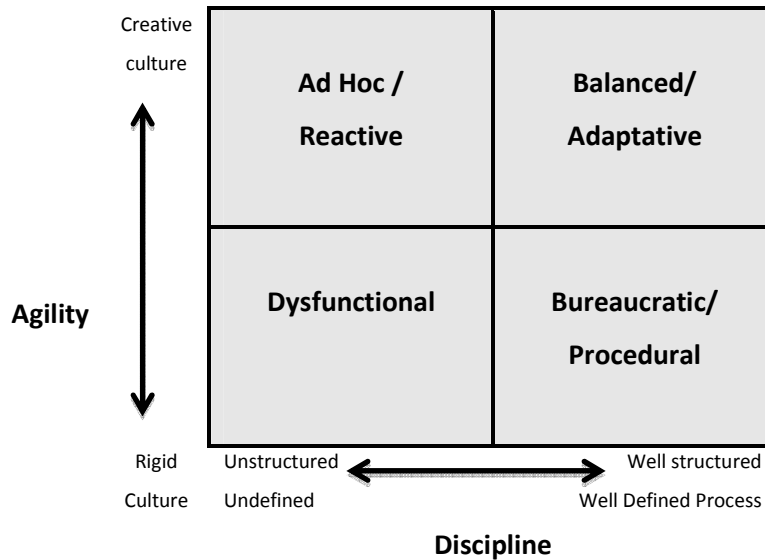 Creative
culture
Ad Hoc /
Reactive
Balanced/
Adaptative
Agility
Dysfunctional
Bureaucratic/
Procedural
Rigid
Culture
Unstructured
Undefined
Well structured
Well Defined Process
Discipline